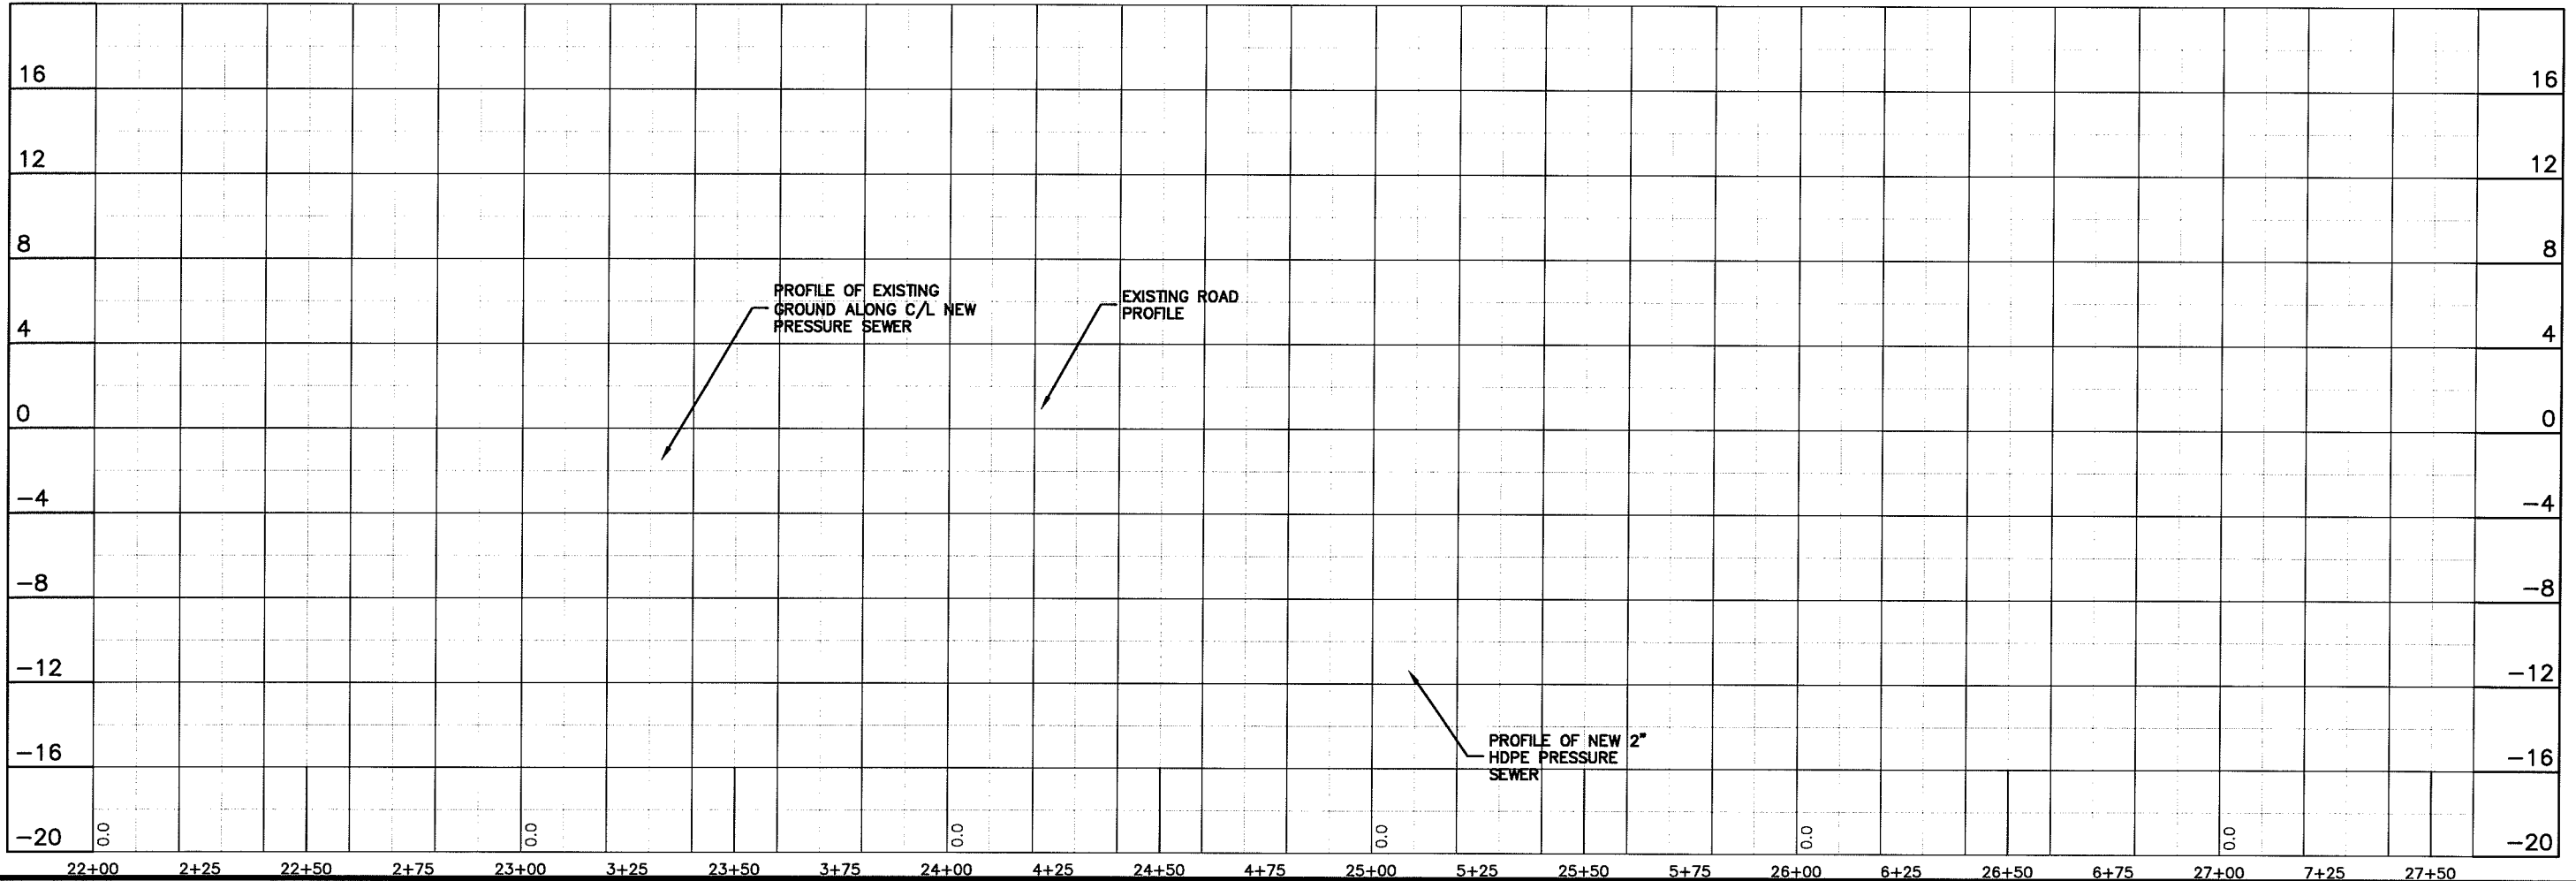 16 16
12 12
8 8
PROFILE OF EXISTING
GROUND ALONG C/L NEW
PRESSURE SEWER
EXISTING ROAD
PROFILE
4 4
0 0
-4 -4
-8 -8
-12 -12
PROFILE OF NEW 2"
HDPE PRESSURE
SEWER
-16 -16
-20 0.0 0.0 0.0 0.0 0.0 0.0 -20
22+00 2+25 22+50 2+75 23+00 3+25 23+50 3+75 24+00 4+25 24+50 4+75 25+00 5+25 25+50 5+75 26+00 6+25 26+50 6+75 27+00 7+25 27+50